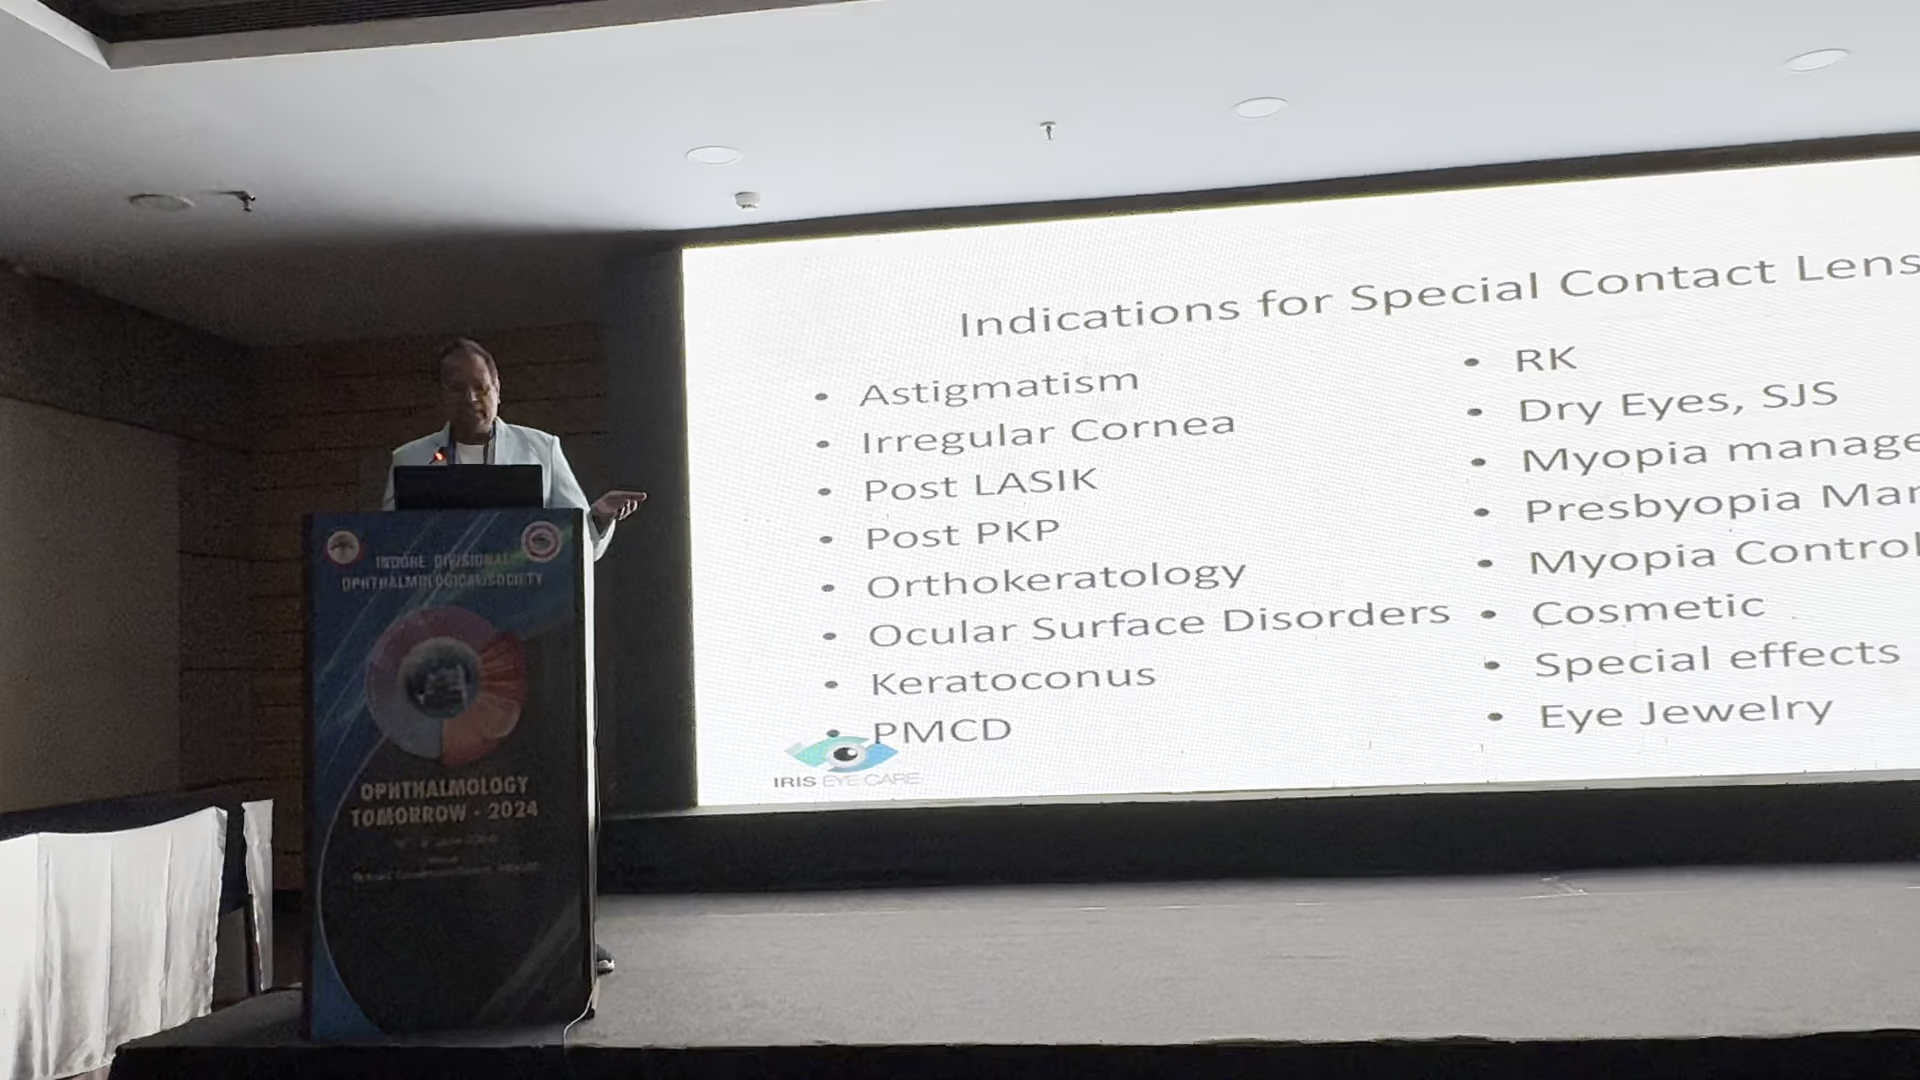 Indications for Special Contact Lens
Astigmatism
Irregular Cornea
Post LASIK
Post PKP
Orthokeratology
Ocular Surface Disorders
Keratoconus
PMCD
RK
Dry Eyes, SJS
Myopia manage
Presbyopia Man
Myopia Control
Cosmetic
Special effects
Eye Jewelry
IRIS EYE CARE
INDORE DIVISIONAL
OPHTHALMOLOGICAL SOCIETY
OPHTHALMOLOGY
TOMORROW - 2024